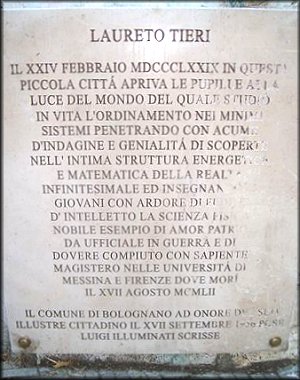 LAURETO TIERI
IL XXIV FEBBRAIO MDCCCLXXIX IN QUESTA
PICCOLA CITTÁ APRIVA LE PUPILLE ALLA
LUCE DEL MONDO DEL QUALE STUDIÒ
IN VITA L'ORDINAMENTO NEI MINIMI
SISTEMI PENETRANDO CON ACUME
D'INDAGINE E GENIALITÁ DI SCOPERTE
NELL' INTIMA STRUTTURA ENERGETICA
E MATEMATICA DELLA REALTÀ
INFINITESIMALE ED INSEGNANDO
GIOVANI CON ARDORE DI
D' INTELLETTO LA SCIENZA
NOBILE ESEMPIO DI AMOR
DA UFFICIALE IN GUERRA E DI
DOVERE COMPIUTO CON SAPIENTE
MAGISTERO NELLE UNIVERSITÁ DI
MESSINA E FIRENZE DOVE MORÌ
IL XVII AGOSTO MCMLII
IL COMUNE DI BOLOGNANO AD ONORE DEL SUO
ILLUSTRE CITTADINO IL XVII SETTEMBRE
LUIGI ILLUMINATI SCRISSE